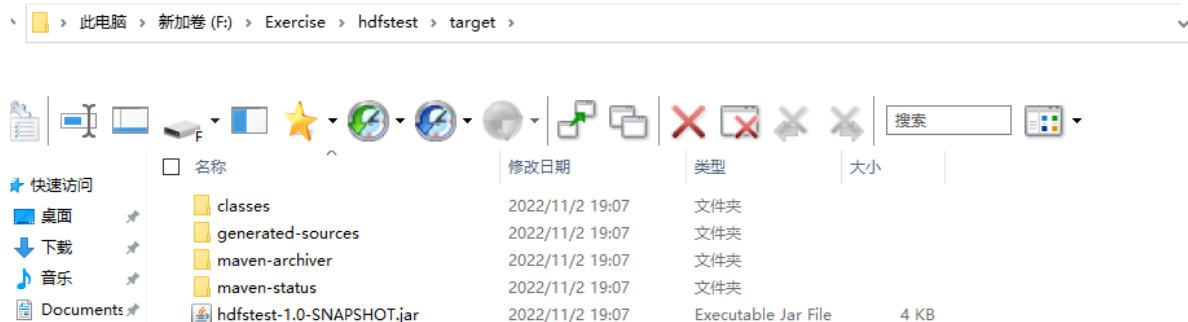 此电脑 > 新加卷 (F:) > Exercise > hdfstest > target >
F
搜索
名称 修改日期 类型 大小
快速访问
classes 2022/11/2 19:07 文件夹
桌面
generated-sources 2022/11/2 19:07 文件夹
下载
maven-archiver 2022/11/2 19:07 文件夹
音乐
maven-status 2022/11/2 19:07 文件夹
Documents
hdfstest-1.0-SNAPSHOT.jar 2022/11/2 19:07 Executable Jar File 4 KB